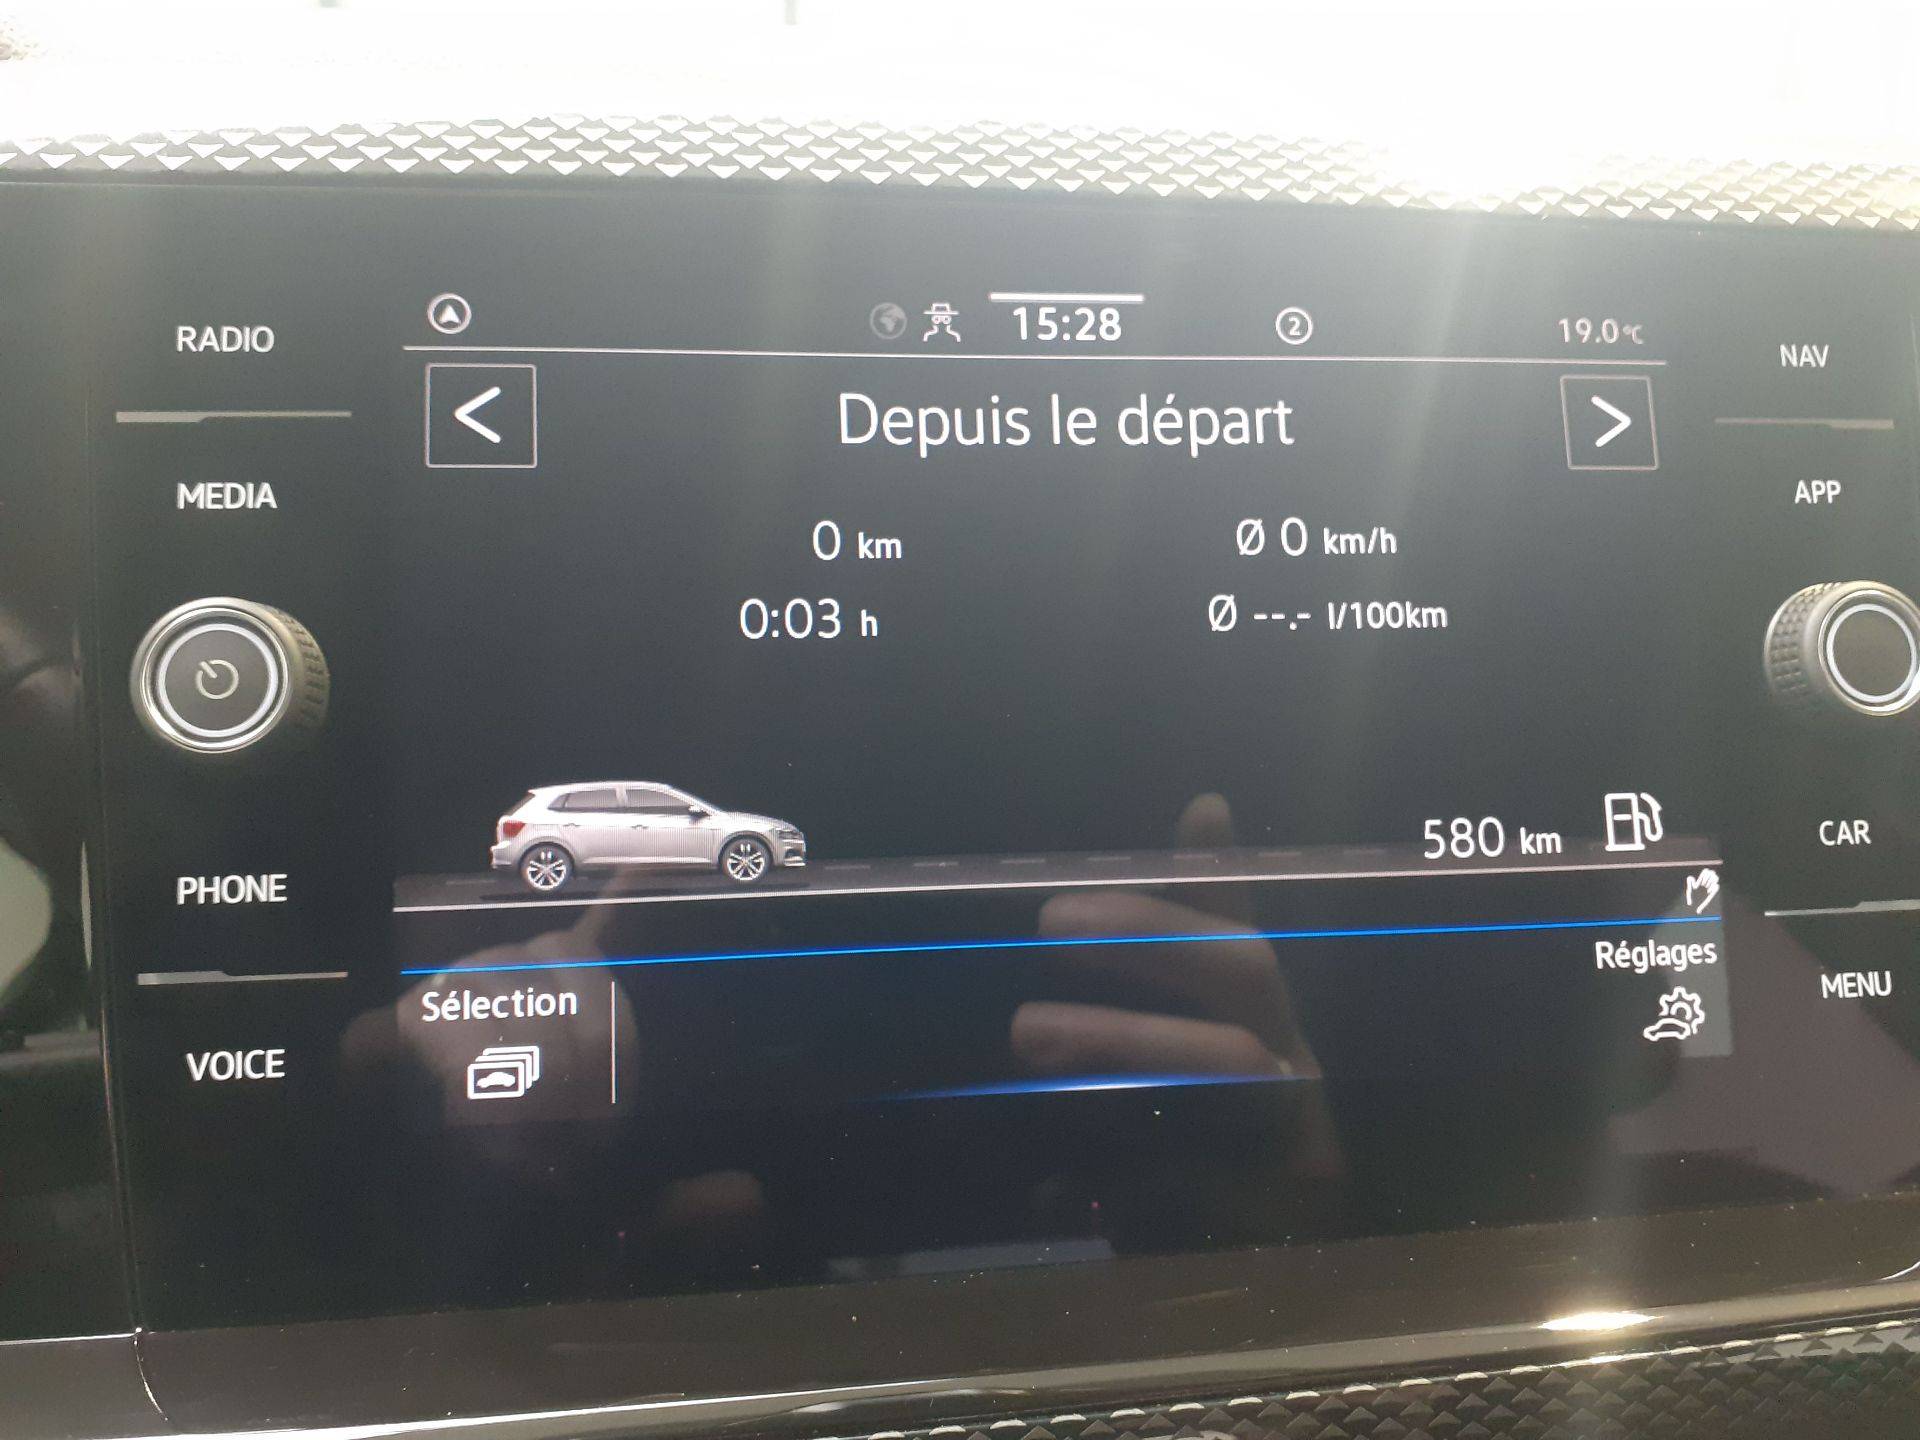 15:28
2
19.0°C
RADIO
MEDIA
PHONE
VOICE
Depuis le départ
0 km
Ø 0 km/h
0:03 h
Ø --.- l/100km
580 km
Sélection
Réglages
NAV
APP
CAR
MENU